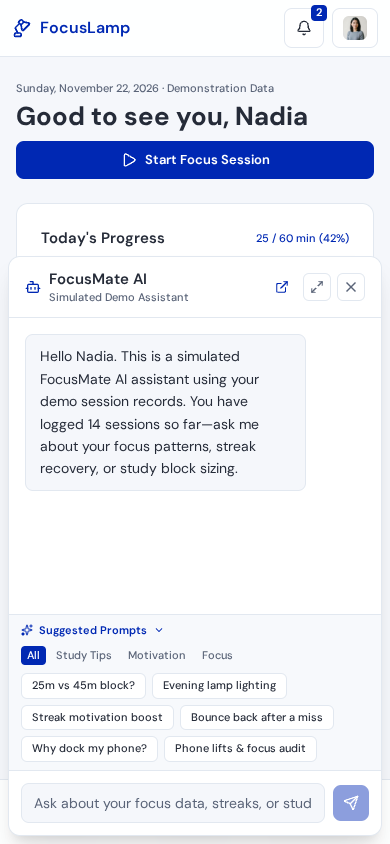 FocusLamp
2
Sunday, November 22, 2026 · Demonstration Data
Good to see you, Nadia
Start Focus Session
Today's Progress
25 / 60 min (42%)
FocusMate AI
Simulated Demo Assistant
Hello Nadia. This is a simulated
FocusMate AI assistant using your
demo session records. You have
logged 14 sessions so far—ask me
about your focus patterns, streak
recovery, or study block sizing.
Suggested Prompts
All Study Tips Motivation Focus
25m vs 45m block? Evening lamp lighting
Streak motivation boost Bounce back after a miss
Why dock my phone? Phone lifts & focus audit
Ask about your focus data, streaks, or stud